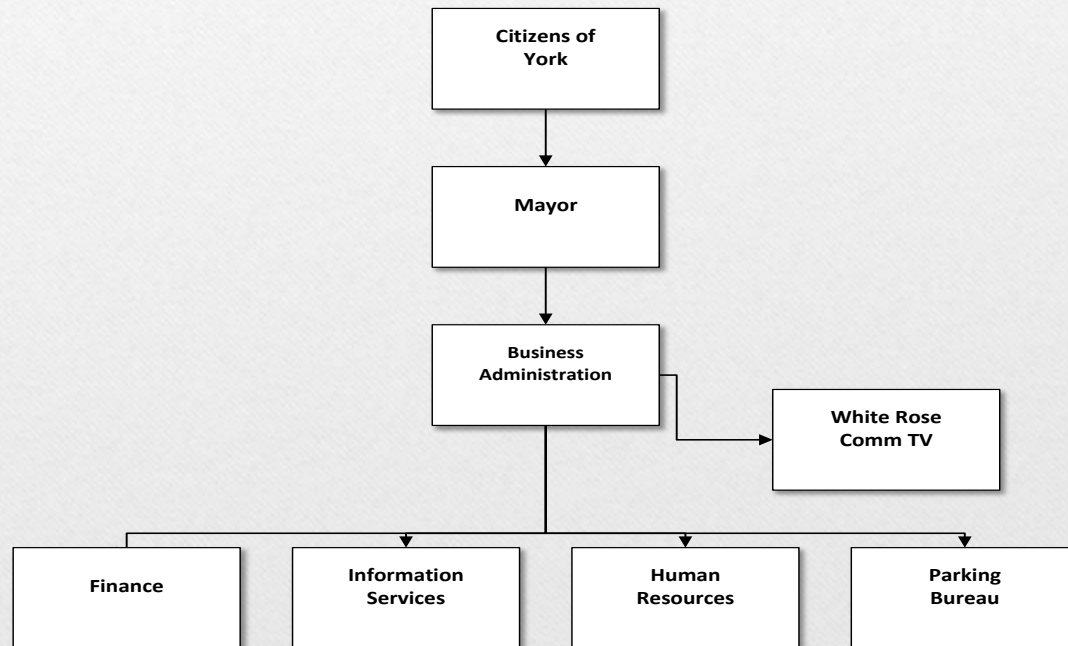 Citizens of
York
Mayor
Business
Administration
White Rose
Comm TV
Finance
Information
Services
Human
Resources
Parking
Bureau